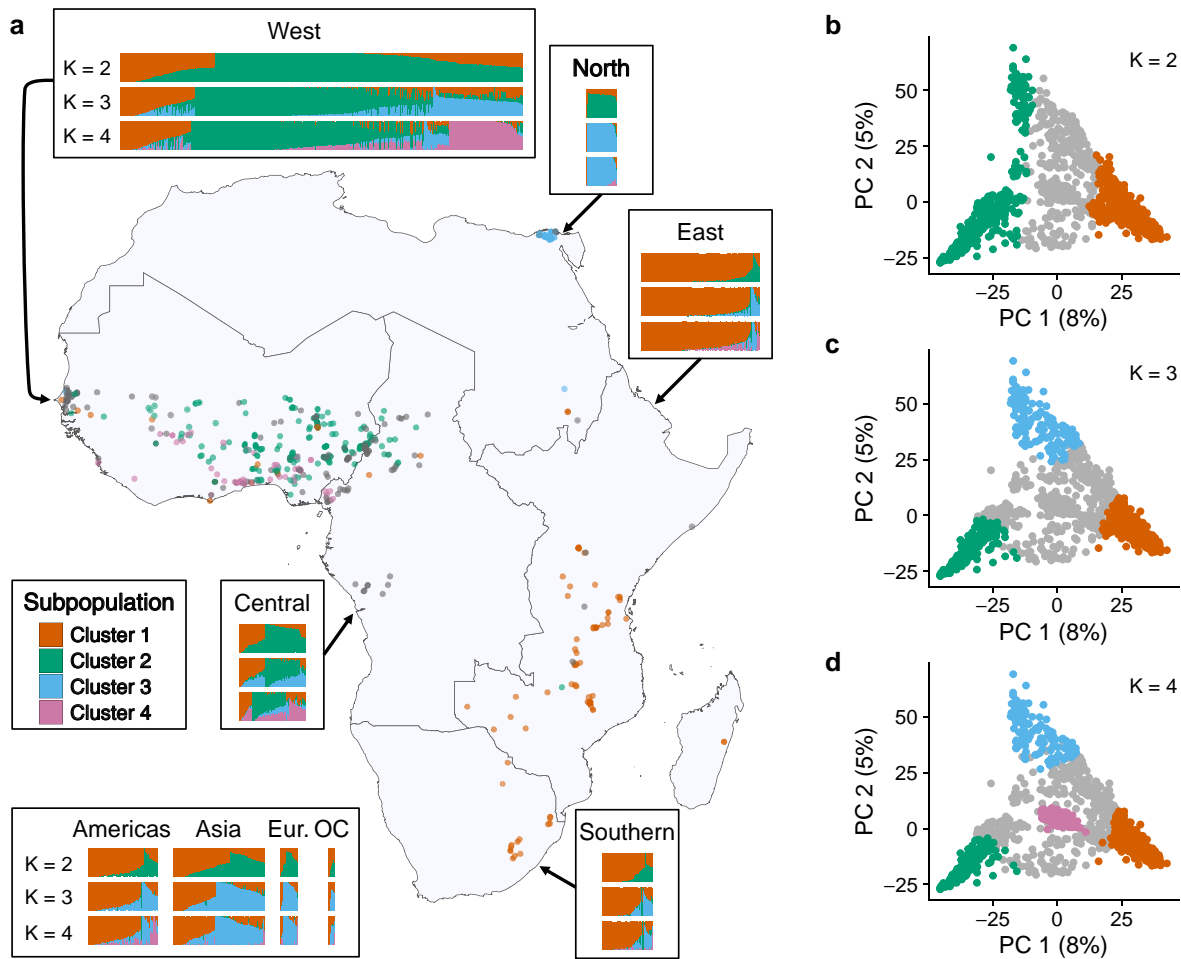 a
West
K = 2
K = 3
K = 4
North
East
Central
Southern
Subpopulation
Cluster 1
Cluster 2
Cluster 3
Cluster 4
Americas Asia Eur. OC
K = 2
K = 3
K = 4
b
K = 2
PC 2 (5%)
50
25
0
−25
−25 0 25
PC 1 (8%)
c
K = 3
PC 2 (5%)
50
25
0
−25
−25 0 25
PC 1 (8%)
d
K = 4
PC 2 (5%)
50
25
0
−25
−25 0 25
PC 1 (8%)